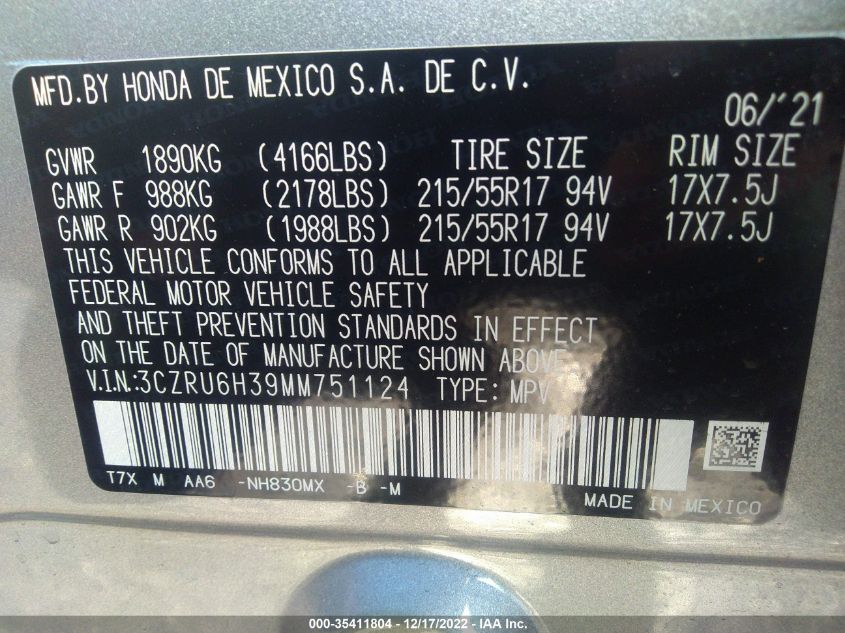 MFD.BY HONDA DE MEXICO S.A. DE C.V.
06/'21
GVWR 1890KG (4166LBS) TIRE SIZE RIM SIZE
GAWR F 988KG (2178LBS) 215/55R17 94V 17X7.5J
GAWR R 902KG (1988LBS) 215/55R17 94V 17X7.5J
THIS VEHICLE CONFORMS TO ALL APPLICABLE
FEDERAL MOTOR VEHICLE SAFETY
AND THEFT PREVENTION STANDARDS IN EFFECT
ON THE DATE OF MANUFACTURE SHOWN ABOVE.
V.I.N.:3CZRU6H39MM751124 TYPE: MPV
T7X M AA6 -NH830MX -B -M
MADE IN MEXICO
000-35411804 - 12/17/2022 - IAA Inc.